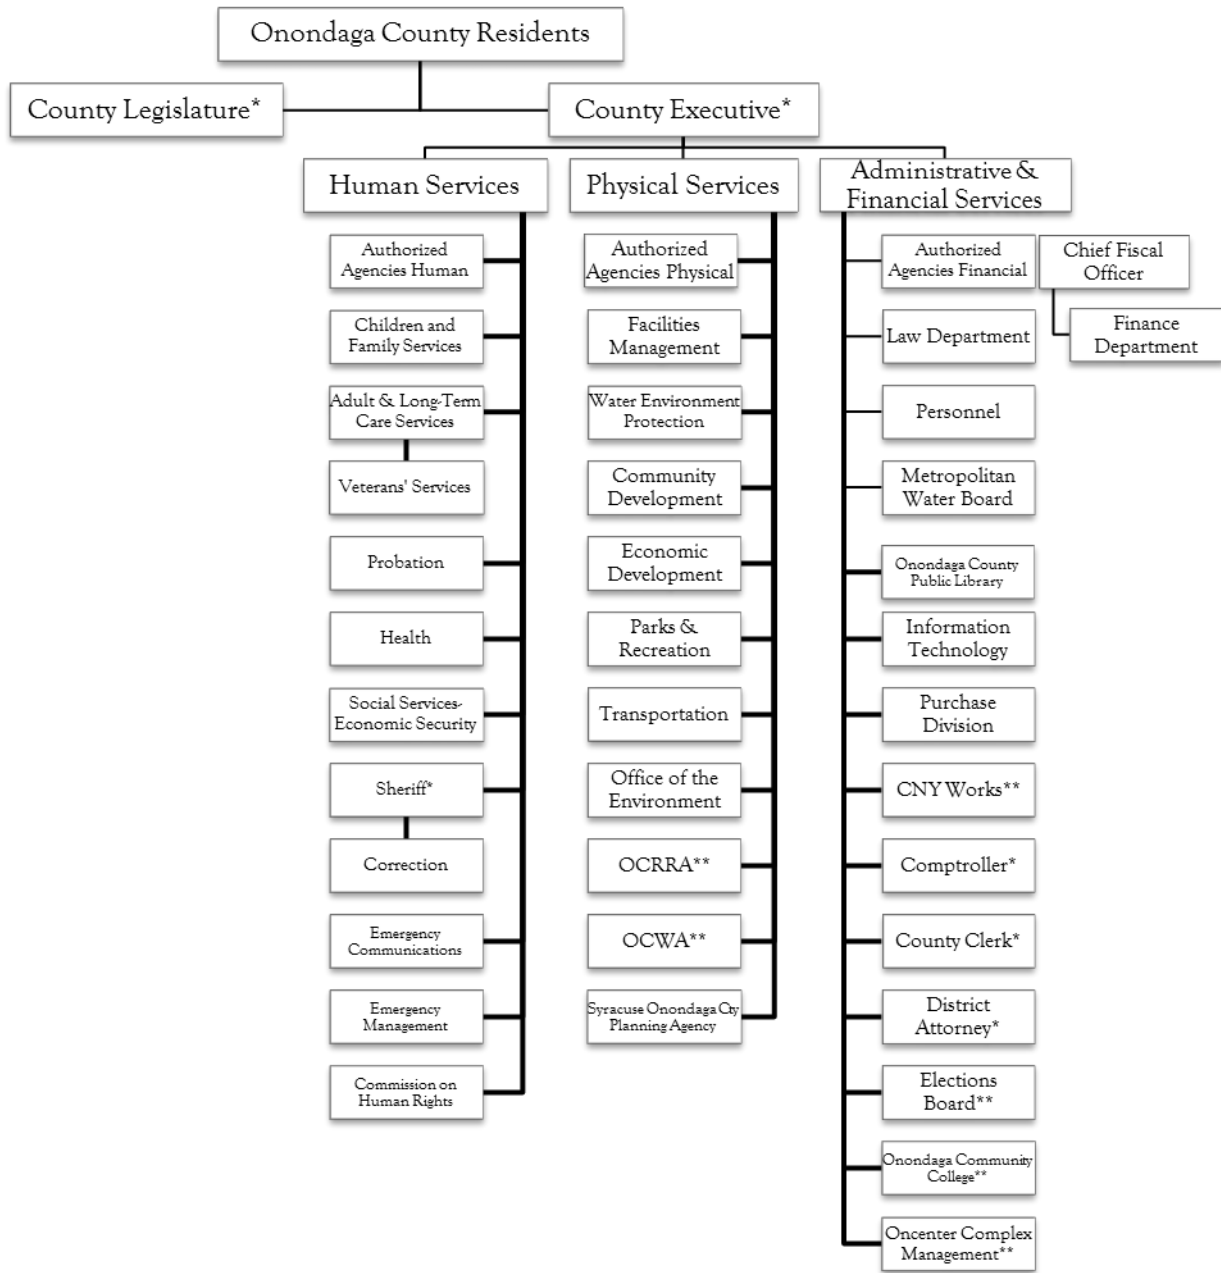 Onondaga County Residents
County Legislature*
County Executive*
Human Services
Physical Services
Administrative &
Financial Services
Authorized
Agencies Human
Children and
Family Services
Adult & Long-Term
Care Services
Veterans' Services
Probation
Health
Social Services-
Economic Security
Sheriff*
Correction
Emergency
Communications
Emergency
Management
Commission on
Human Rights
Authorized
Agencies Physical
Facilities
Management
Water Environment
Protection
Community
Development
Economic
Development
Parks &
Recreation
Transportation
Office of the
Environment
OCRRA**
OCWA**
Syracuse Onondaga Cty
Planning Agency
Authorized
Agencies Financial
Chief Fiscal
Officer
Finance
Department
Law Department
Personnel
Metropolitan
Water Board
Onondaga County
Public Library
Information
Technology
Purchase
Division
CNY Works**
Comptroller*
County Clerk*
District
Attorney*
Elections
Board**
Onondaga Community
College**
Oncenter Complex
Management**